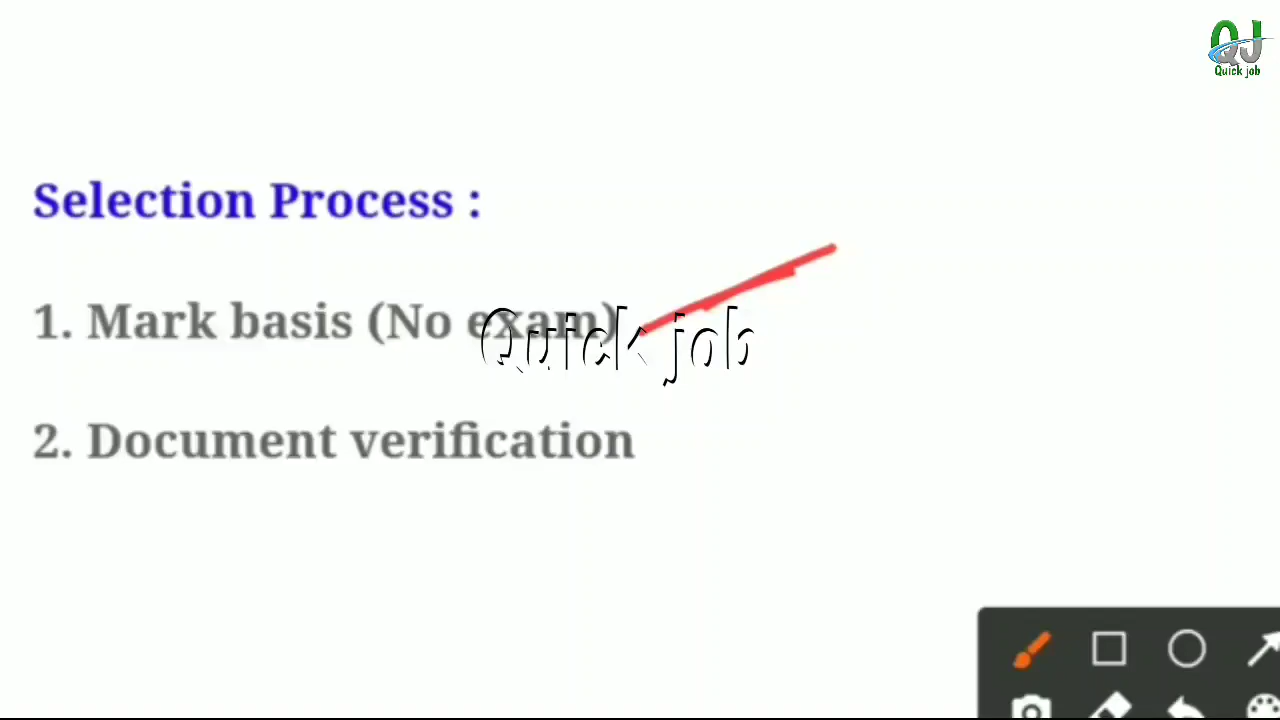 QJ
Quick job
Selection Process :
1. Mark basis (No exam)
Quick job
2. Document verification